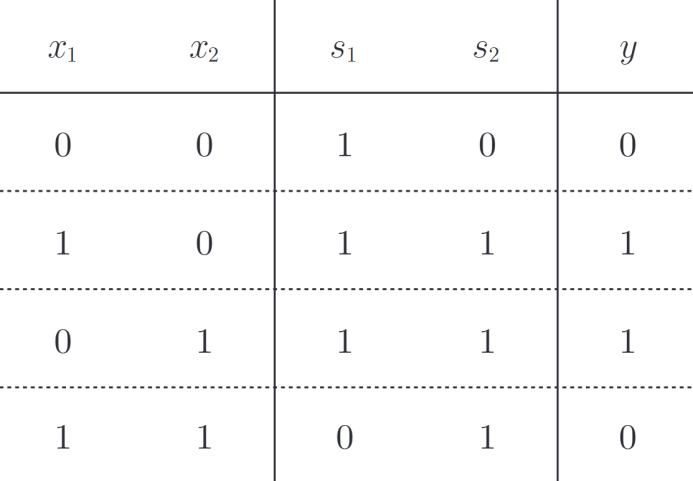 x₁ x₂ s₁ s₂ y
0 0 1 0 0
1 0 1 1 1
0 1 1 1 1
1 1 0 1 0